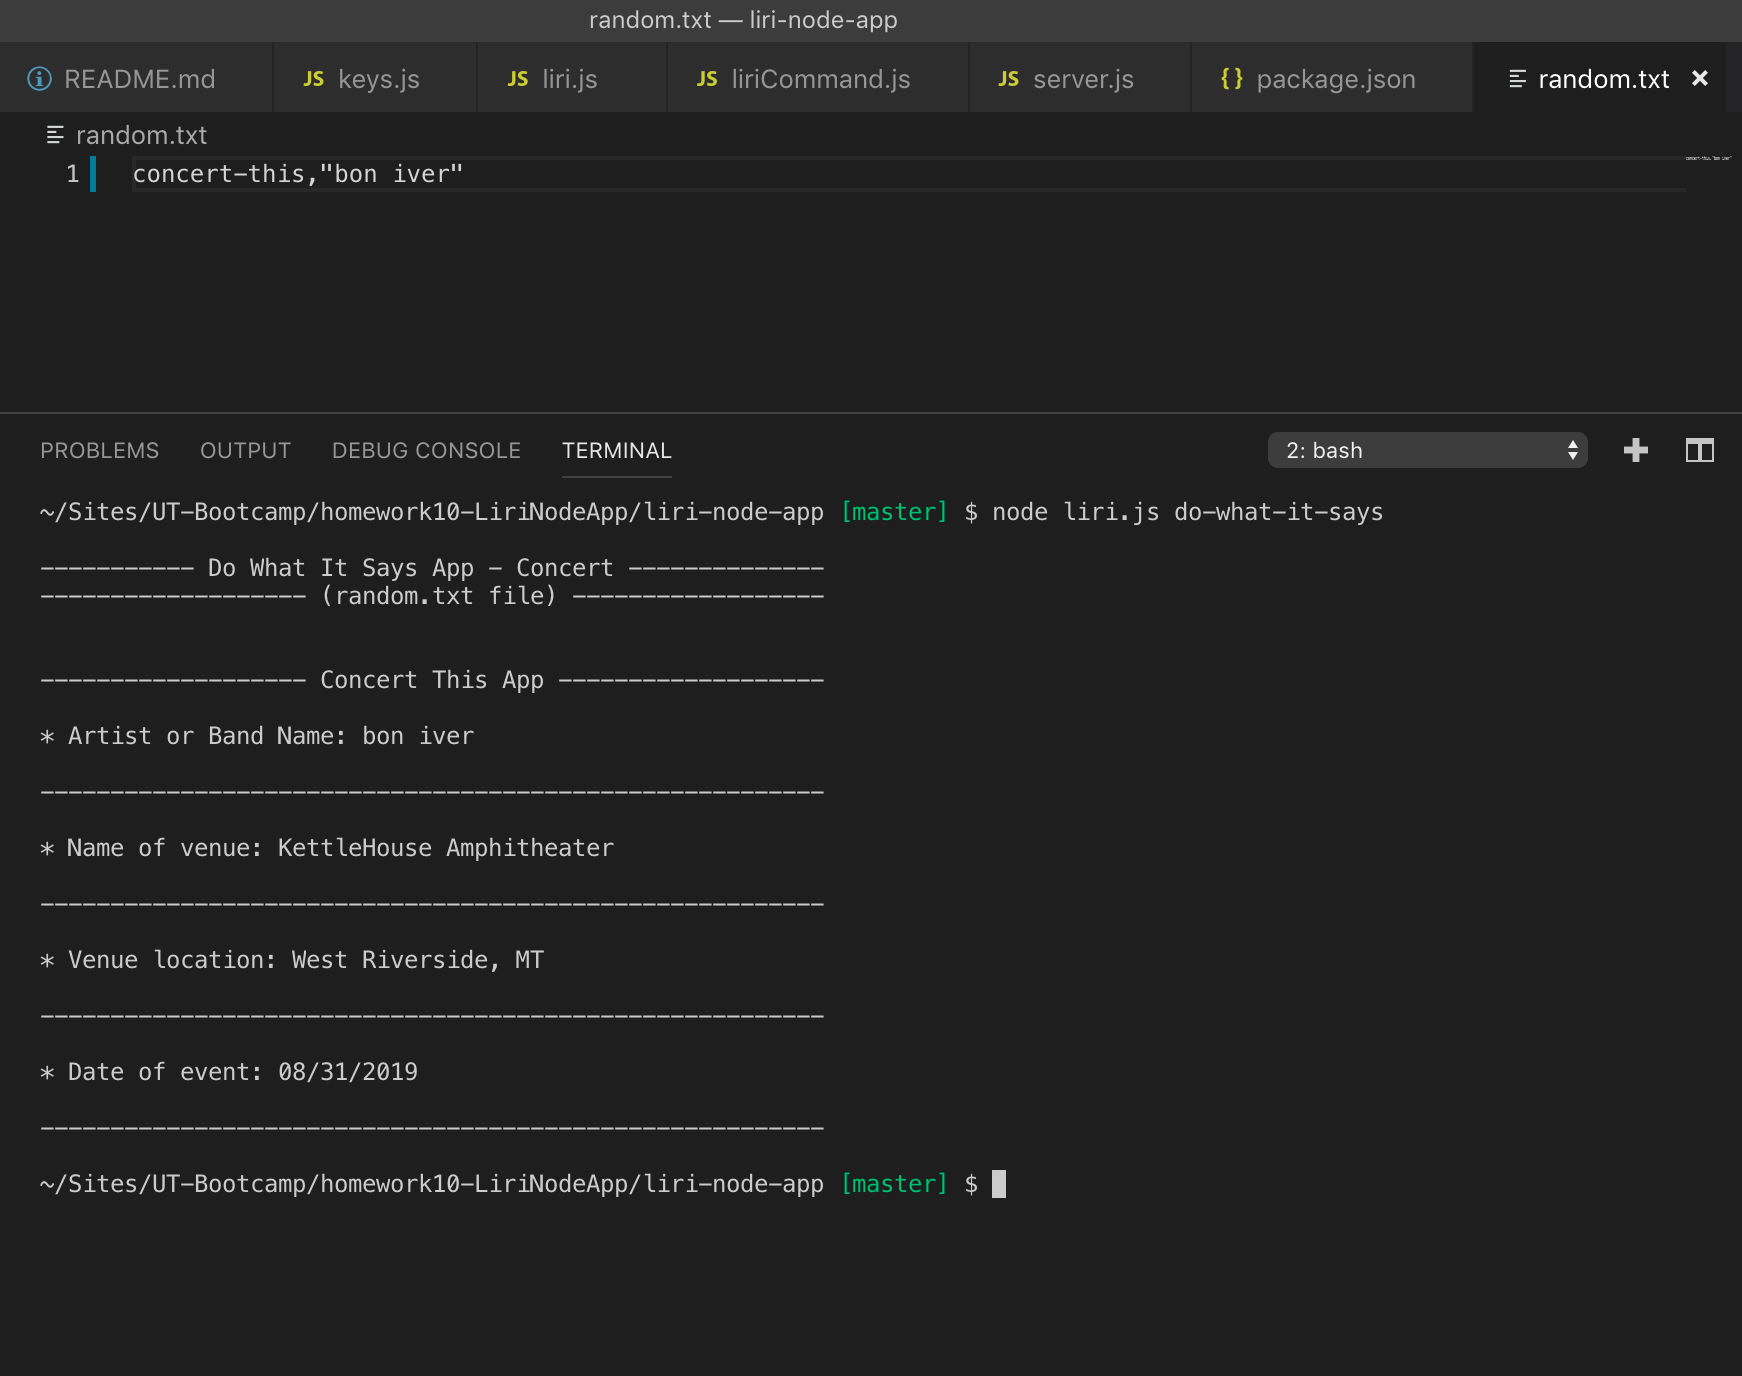 random.txt — liri-node-app
README.md JS keys.js JS liri.js JS liriCommand.js JS server.js {} package.json random.txt ×
random.txt
1 concert-this,"bon iver"
PROBLEMS OUTPUT DEBUG CONSOLE TERMINAL 2: bash
~/Sites/UT-Bootcamp/homework10-LiriNodeApp/liri-node-app [master] $ node liri.js do-what-it-says
----------- Do What It Says App - Concert --------------
------------------- (random.txt file) ------------------
------------------- Concert This App -------------------
* Artist or Band Name: bon iver
--------------------------------------------------------
* Name of venue: KettleHouse Amphitheater
--------------------------------------------------------
* Venue location: West Riverside, MT
--------------------------------------------------------
* Date of event: 08/31/2019
--------------------------------------------------------
~/Sites/UT-Bootcamp/homework10-LiriNodeApp/liri-node-app [master] $